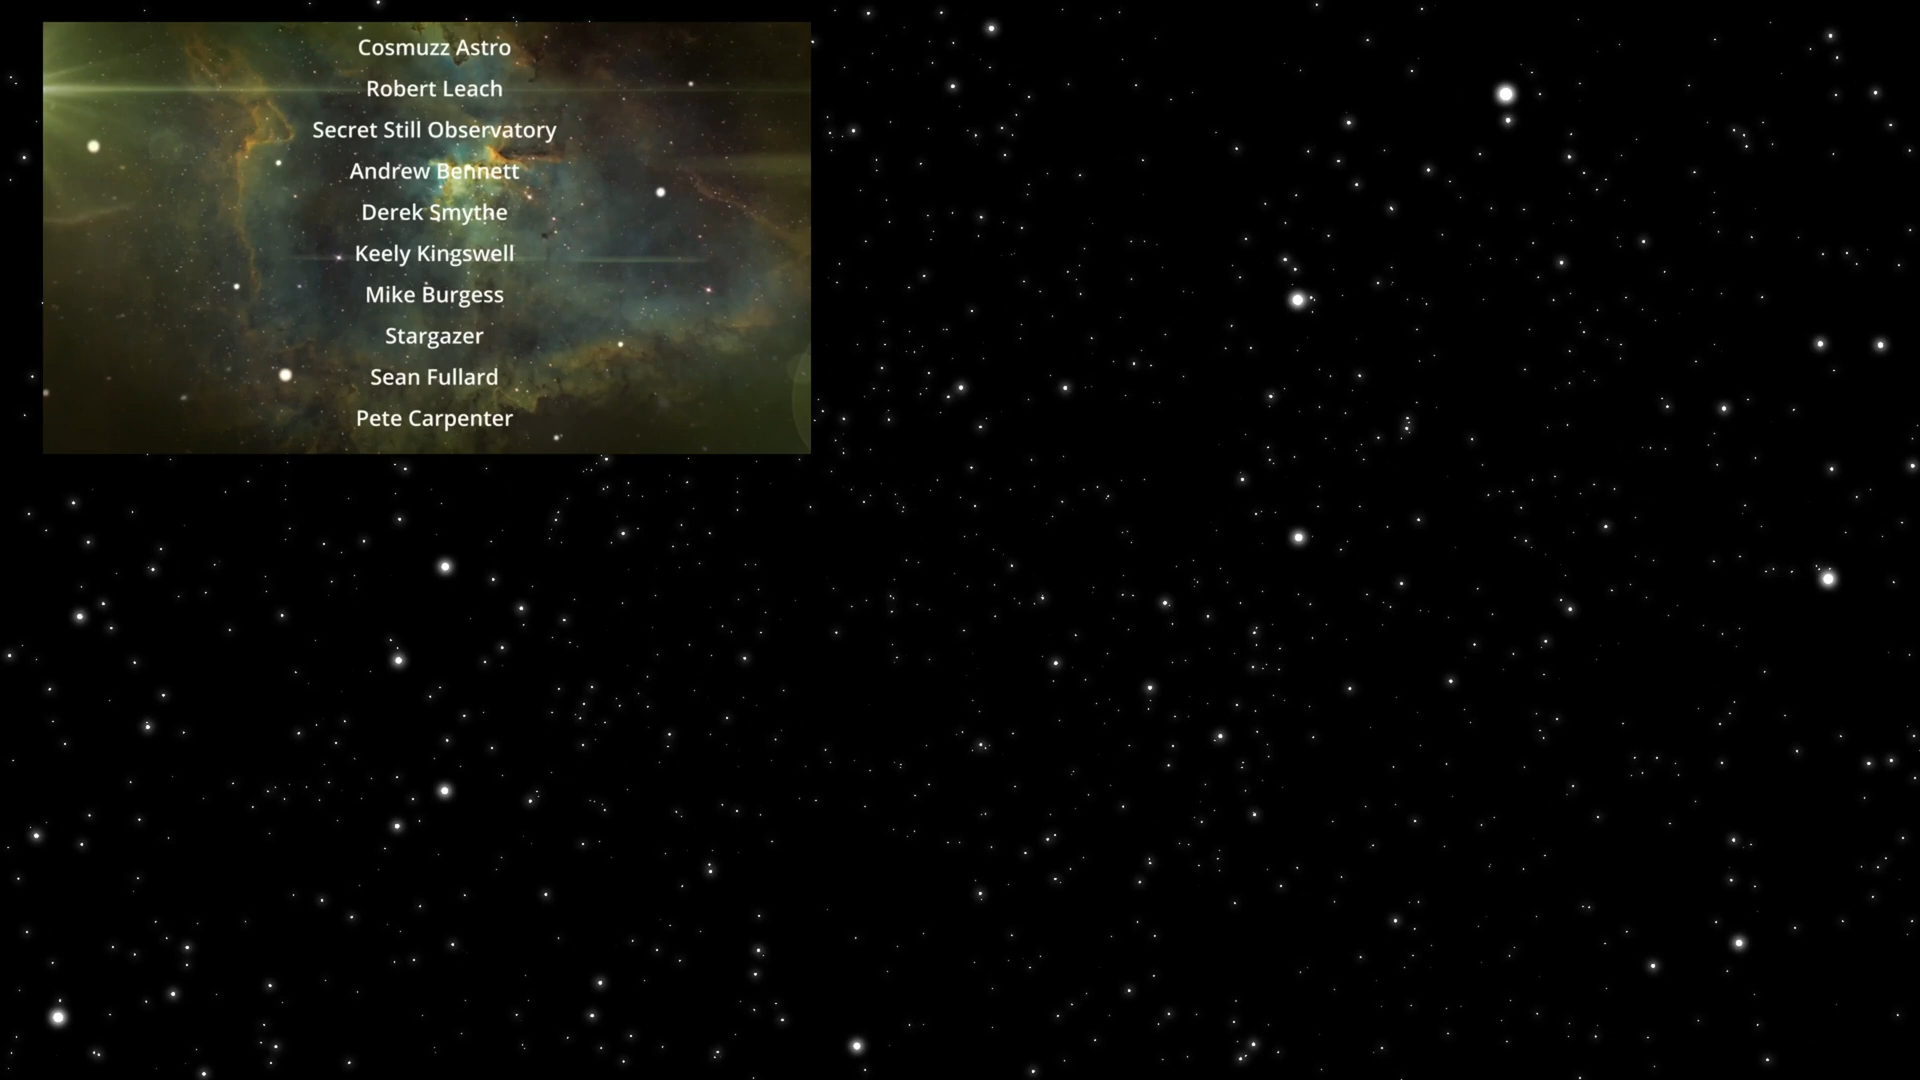 Cosmuzz Astro
Robert Leach
Secret Still Observatory
Andrew Bennett
Derek Smythe
Keely Kingswell
Mike Burgess
Stargazer
Sean Fullard
Pete Carpenter